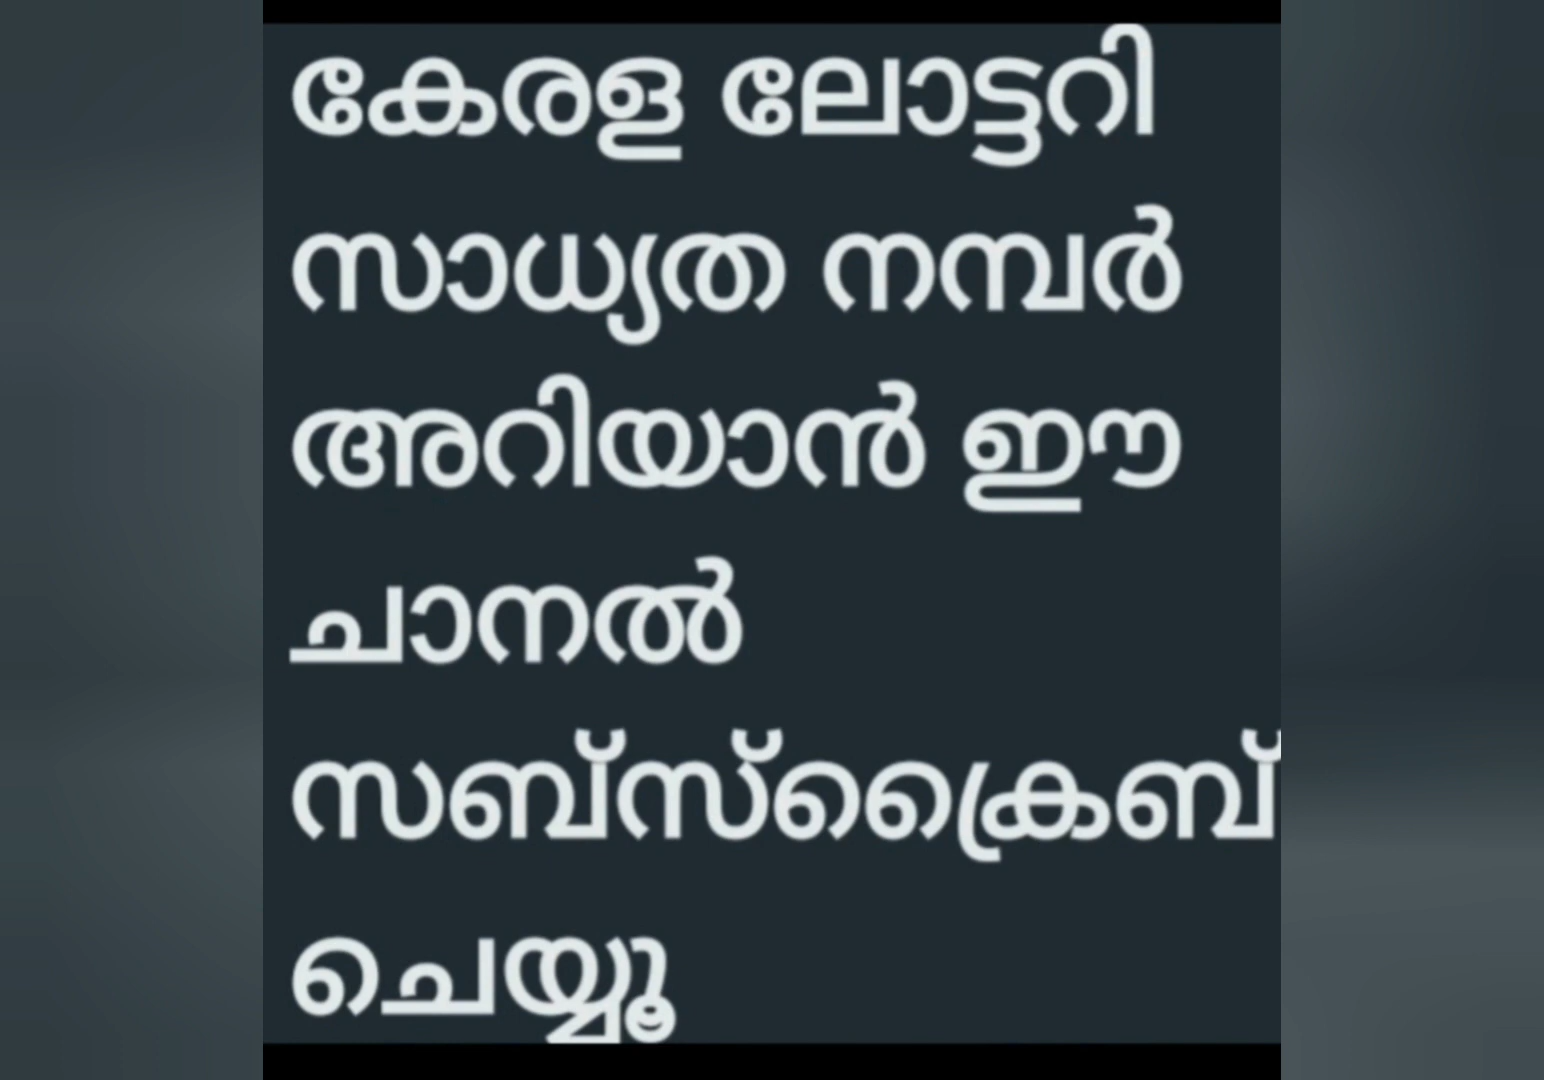 കേരള ലോട്ടറി
സാധ്യത നമ്പർ
അറിയാൻ ഈ
ചാനൽ
സബ്സ്ക്രൈബ്
ചെയ്യൂ